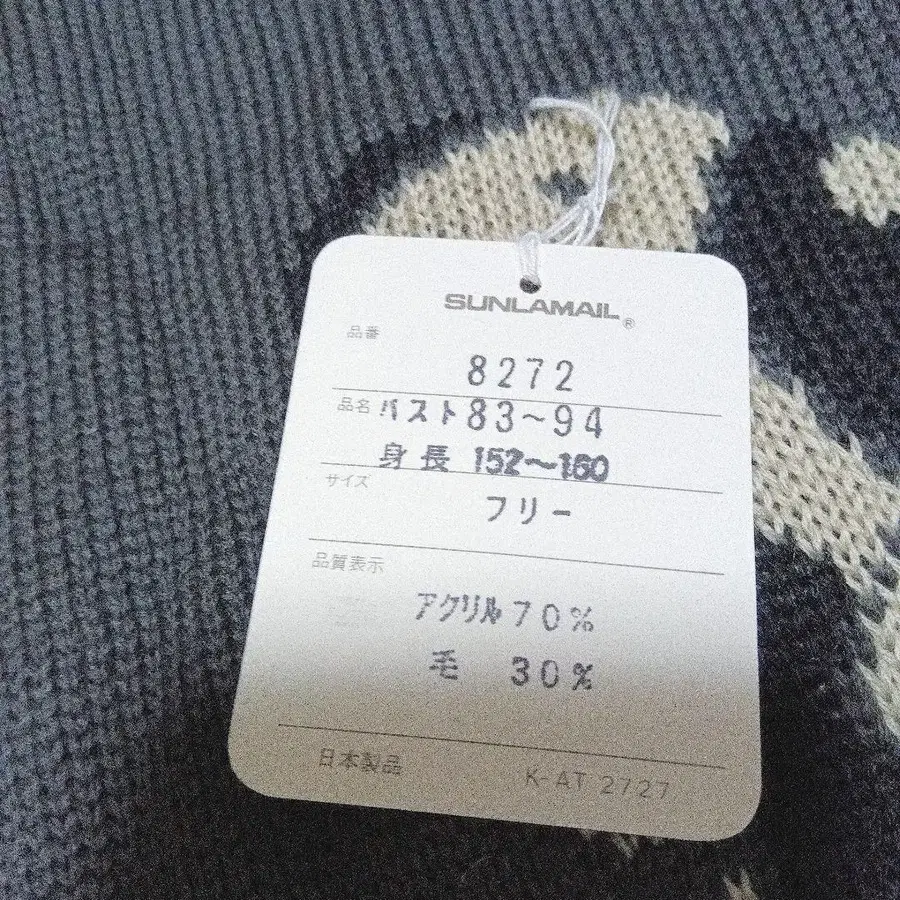 SUNLAMAIL®
品番
8272
品名 バスト83~94
身長 152~160
サイズ
フリー
品質表示
アクリル70%
毛 30%
日本製品 K-AT 2727